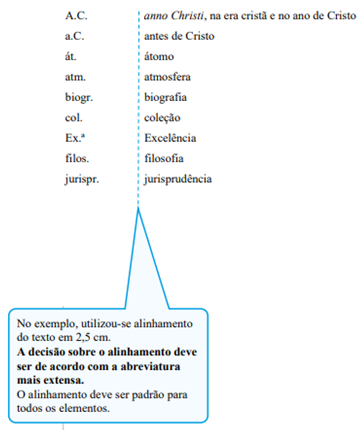 A.C. anno Christi, na era cristã e no ano de Cristo
a.C. antes de Cristo
át. átomo
atm. atmosfera
biogr. biografia
col. coleção
Ex.ª Excelência
filos. filosofia
jurispr. jurisprudência
No exemplo, utilizou-se alinhamento
do texto em 2,5 cm.
A decisão sobre o alinhamento deve
ser de acordo com a abreviatura
mais extensa.
O alinhamento deve ser padrão para
todos os elementos.